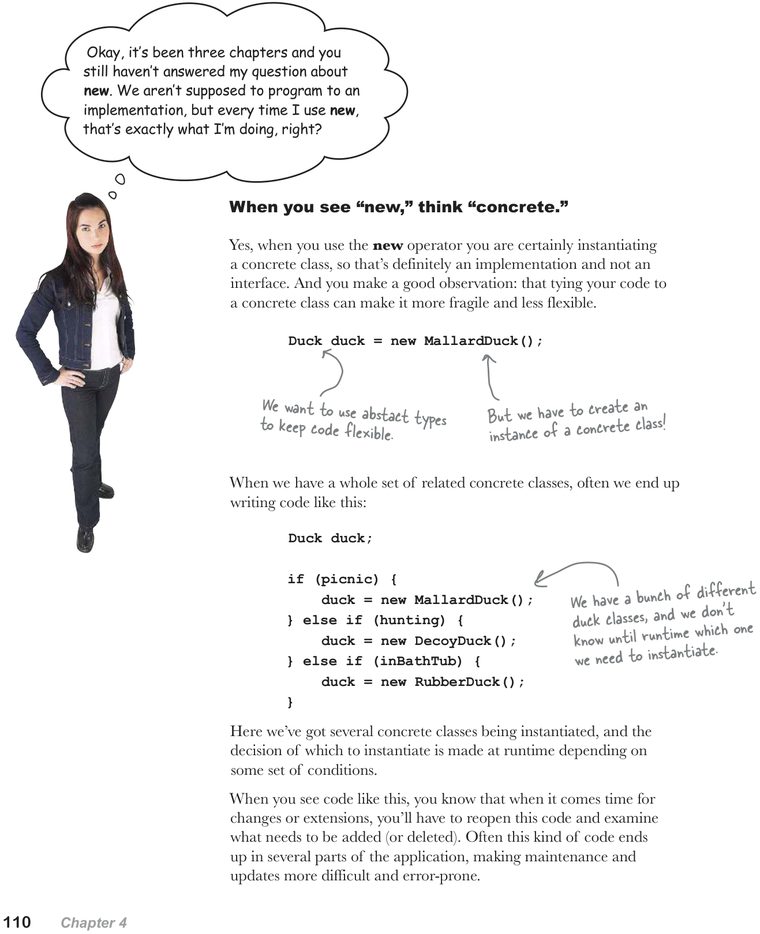 Okay, it's been three chapters and you
still haven't answered my question about
new. We aren't supposed to program to an
implementation, but every time I use new,
that's exactly what I'm doing, right?
When you see “new,” think “concrete.”
Yes, when you use the new operator you are certainly instantiating
a concrete class, so that's definitely an implementation and not an
interface. And you make a good observation: that tying your code to
a concrete class can make it more fragile and less flexible.
Duck duck = new MallardDuck();
We want to use abstact types
to keep code flexible.
But we have to create an
instance of a concrete class!
When we have a whole set of related concrete classes, often we end up
writing code like this:
Duck duck;
if (picnic) {
duck = new MallardDuck();
} else if (hunting) {
duck = new DecoyDuck();
} else if (inBathTub) {
duck = new RubberDuck();
}
We have a bunch of different
duck classes, and we don't
know until runtime which one
we need to instantiate.
Here we've got several concrete classes being instantiated, and the
decision of which to instantiate is made at runtime depending on
some set of conditions.
When you see code like this, you know that when it comes time for
changes or extensions, you'll have to reopen this code and examine
what needs to be added (or deleted). Often this kind of code ends
up in several parts of the application, making maintenance and
updates more difficult and error-prone.
110 Chapter 4